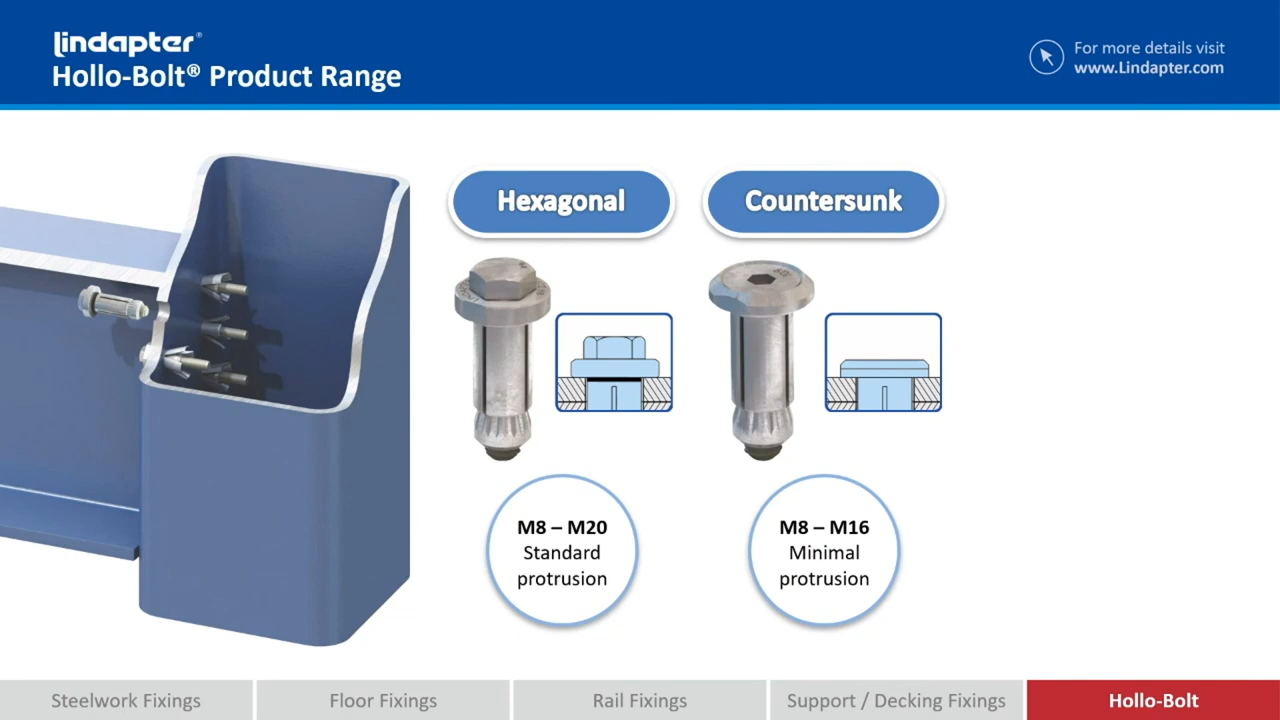 lindapter®
Hollo-Bolt® Product Range
For more details visit
www.Lindapter.com
Hexagonal
Countersunk
M8 – M20
Standard
protrusion
M8 – M16
Minimal
protrusion
Steelwork Fixings
Floor Fixings
Rail Fixings
Support / Decking Fixings
Hollo-Bolt